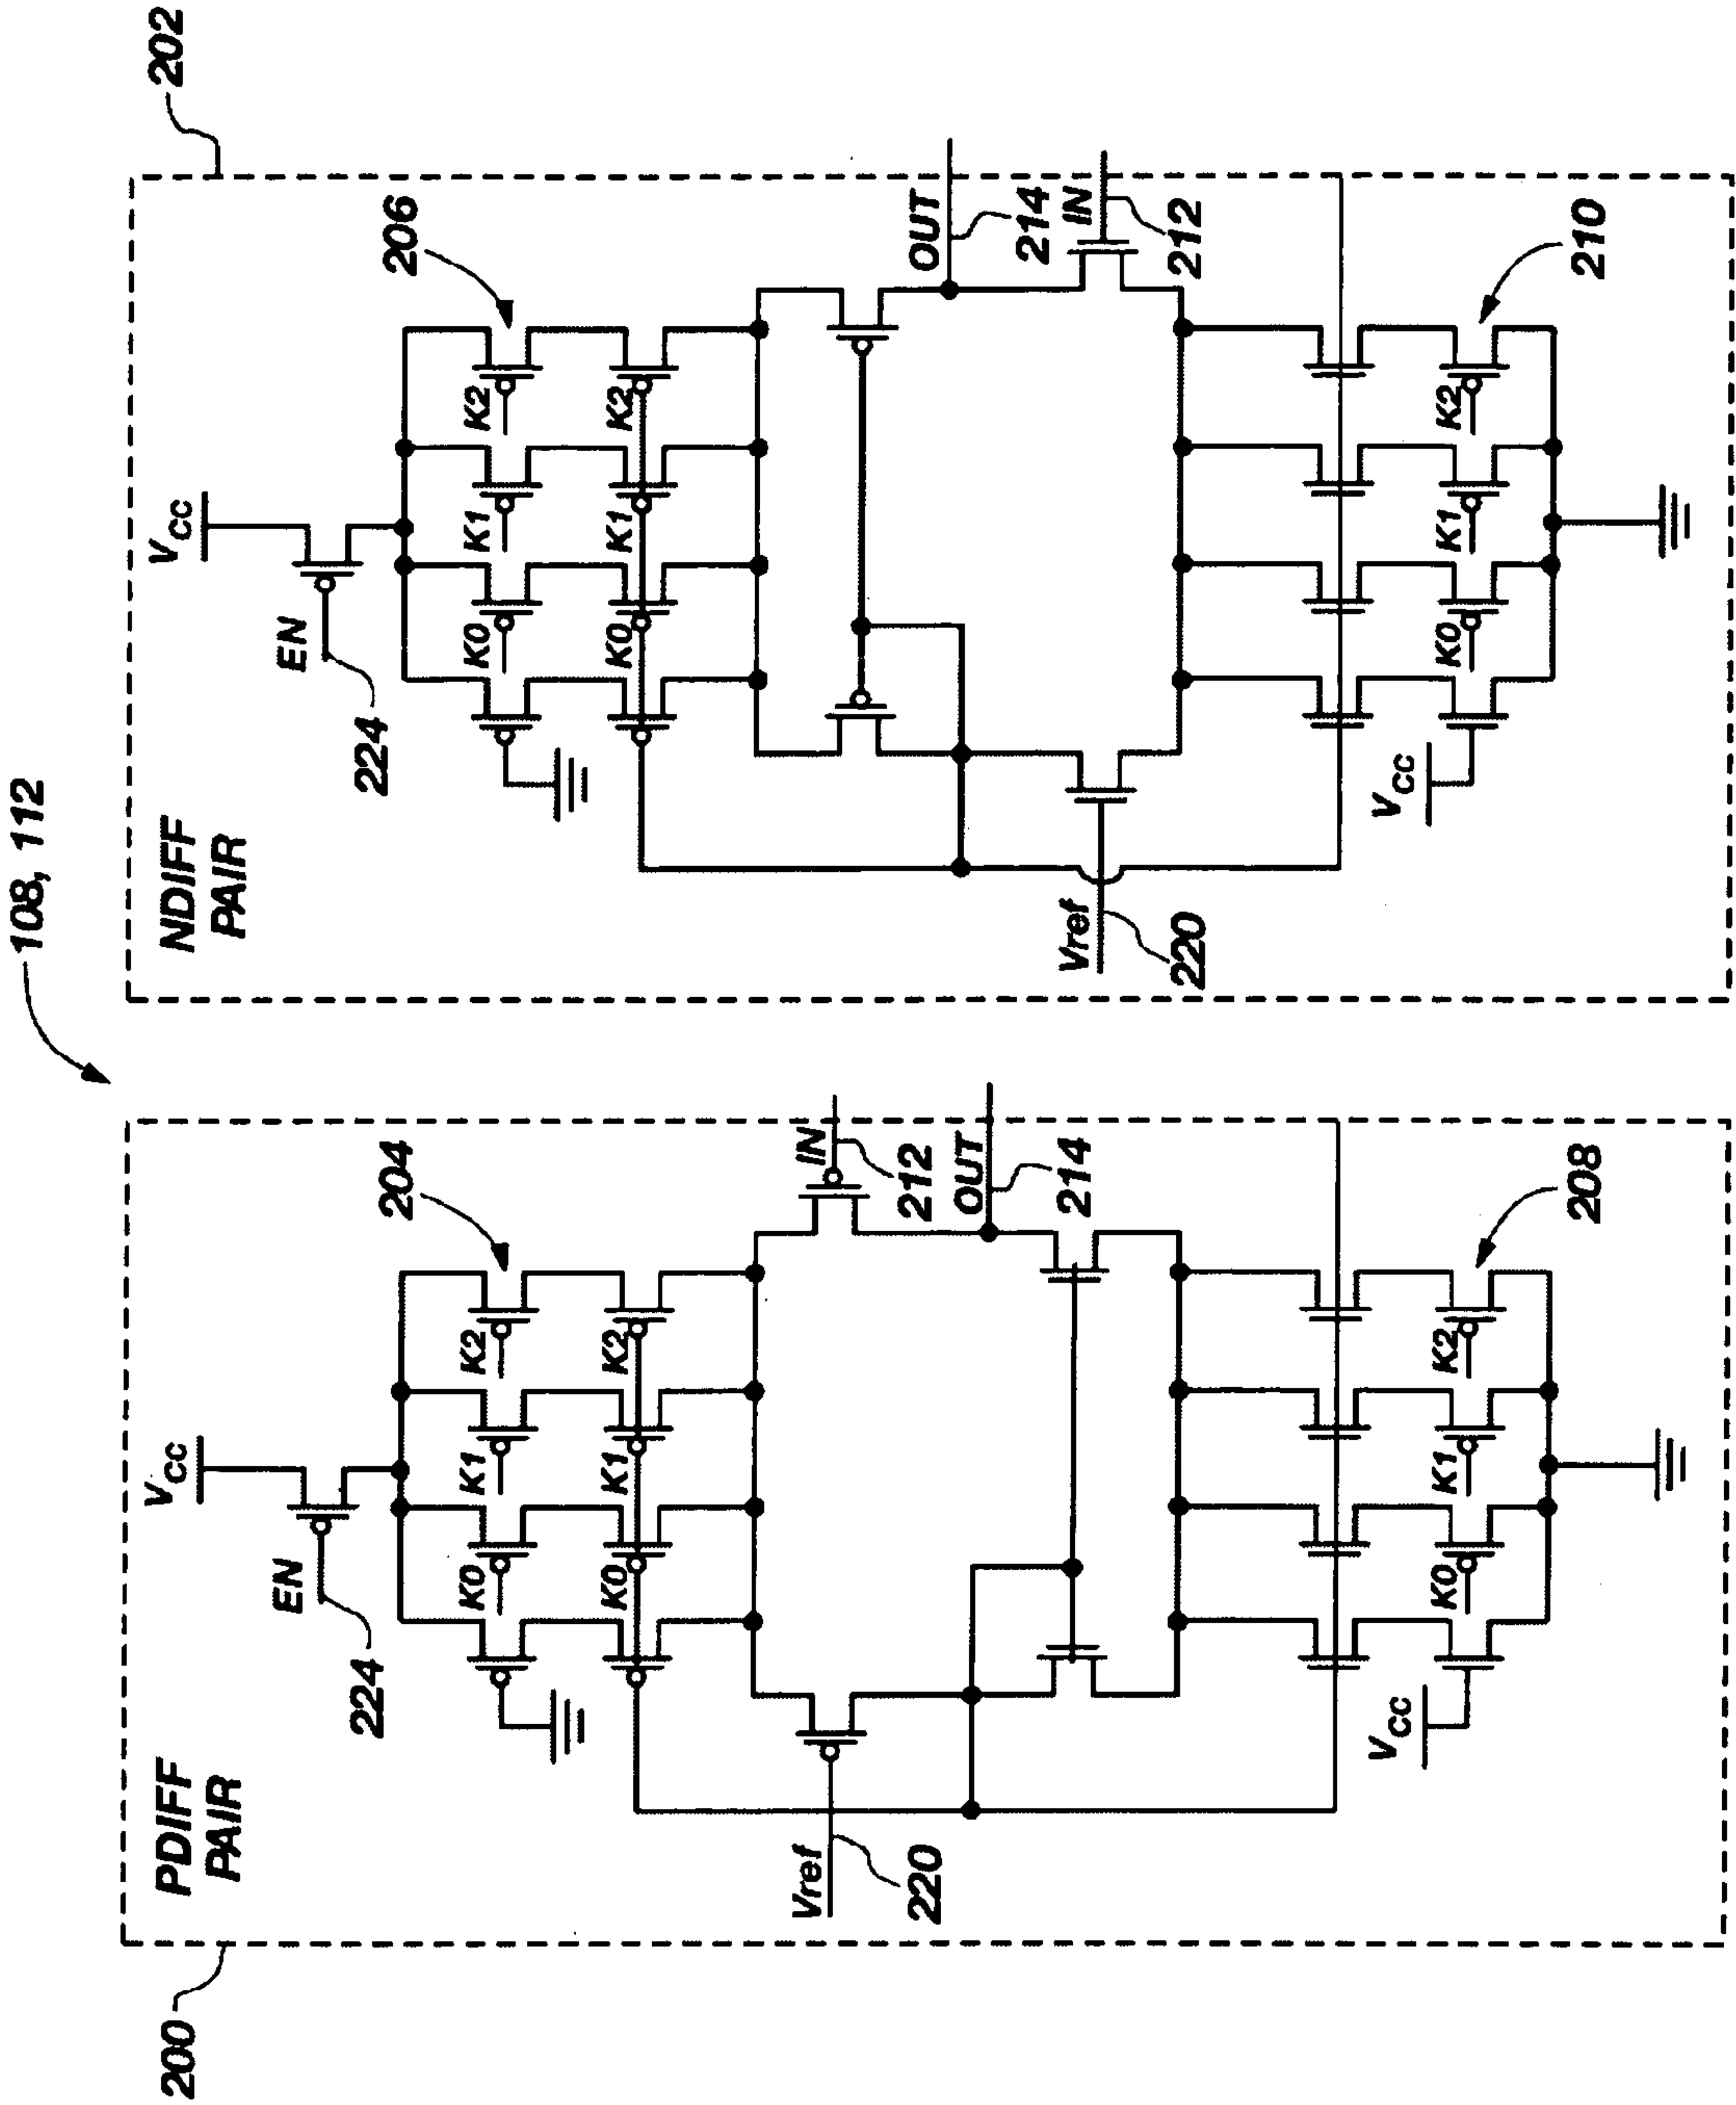 108, 112
200
PDIFF
PAIR
VCC
EN
224
204
K0
K1
K2
K0
K1
K2
Vref
220
IN
212
OUT
214
VCC
K0
K1
K2
208
202
NDIFF
PAIR
VCC
EN
224
206
K0
K1
K2
K0
K1
K2
OUT
214
IN
212
Vref
220
VCC
K0
K1
K2
210